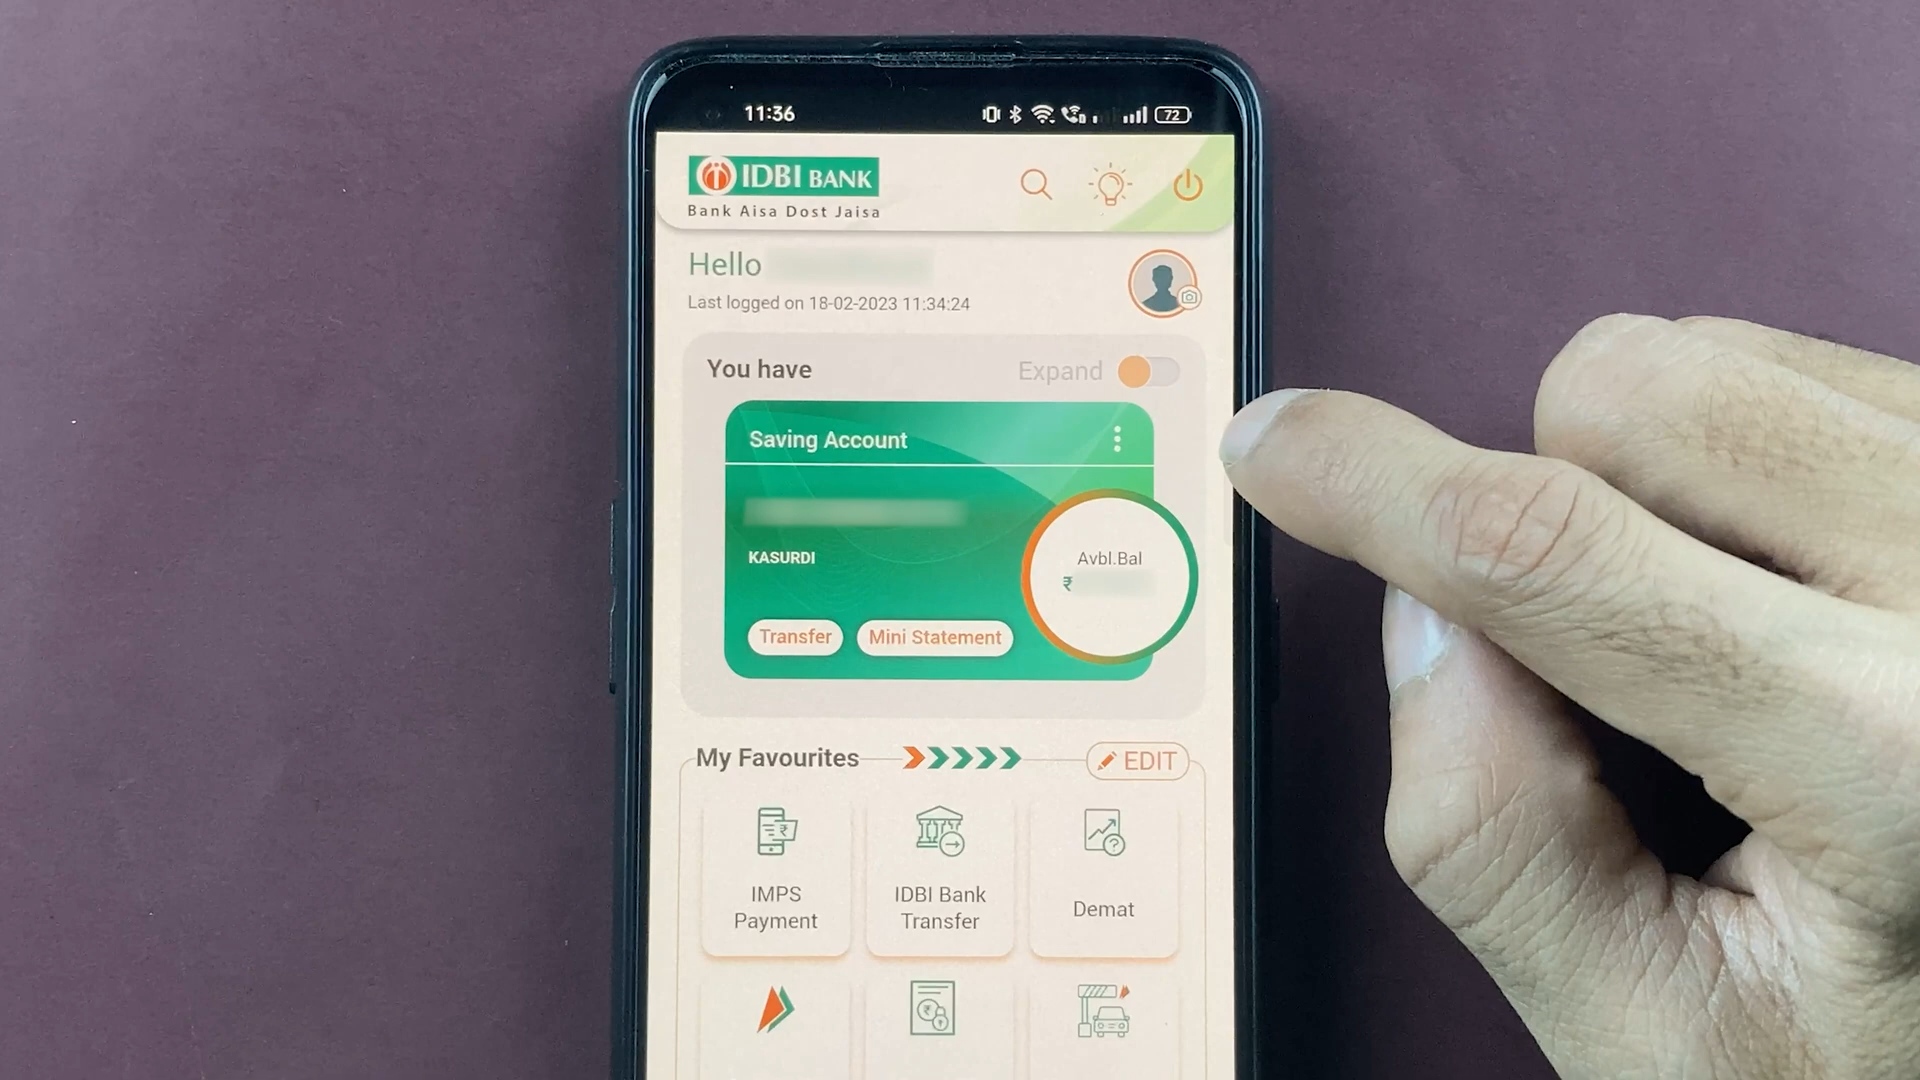 11:36
72
IDBI BANK
Bank Aisa Dost Jaisa
Hello
Last logged on 18-02-2023 11:34:24
You have
Expand
Saving Account
KASURDI
Avbl.Bal
₹
Transfer
Mini Statement
My Favourites
EDIT
IMPS
Payment
IDBI Bank
Transfer
Demat